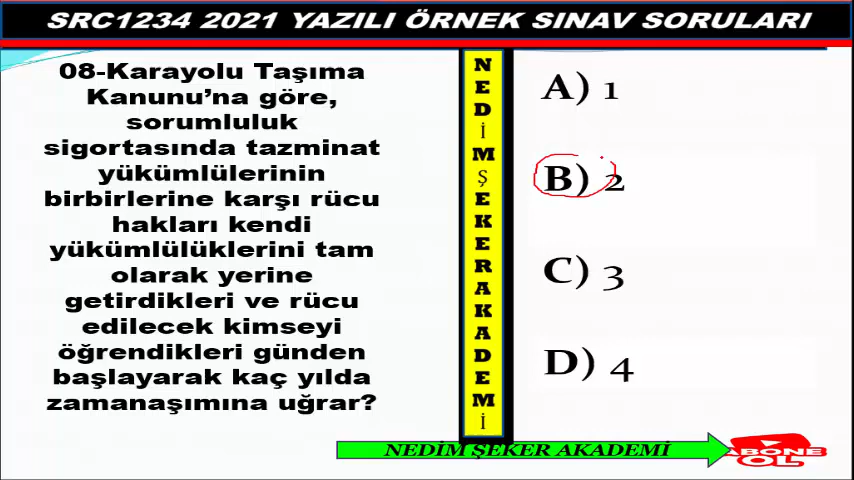 SRC1234 2021 YAZILI ÖRNEK SINAV SORULARI
08-Karayolu Taşıma
Kanunu’na göre,
sorumluluk
sigortasında tazminat
yükümlülerinin
birbirlerine karşı rücu
hakları kendi
yükümlülüklerini tam
olarak yerine
getirdikleri ve rücu
edilecek kimseyi
öğrendikleri günden
başlayarak kaç yılda
zamanaşımına uğrar?
NEDİMŞEKERAKADEMİ
A) 1
B) 2
C) 3
D) 4
NEDİM ŞEKER AKADEMİ
ABONE
OL